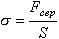 σ = F_сер / S